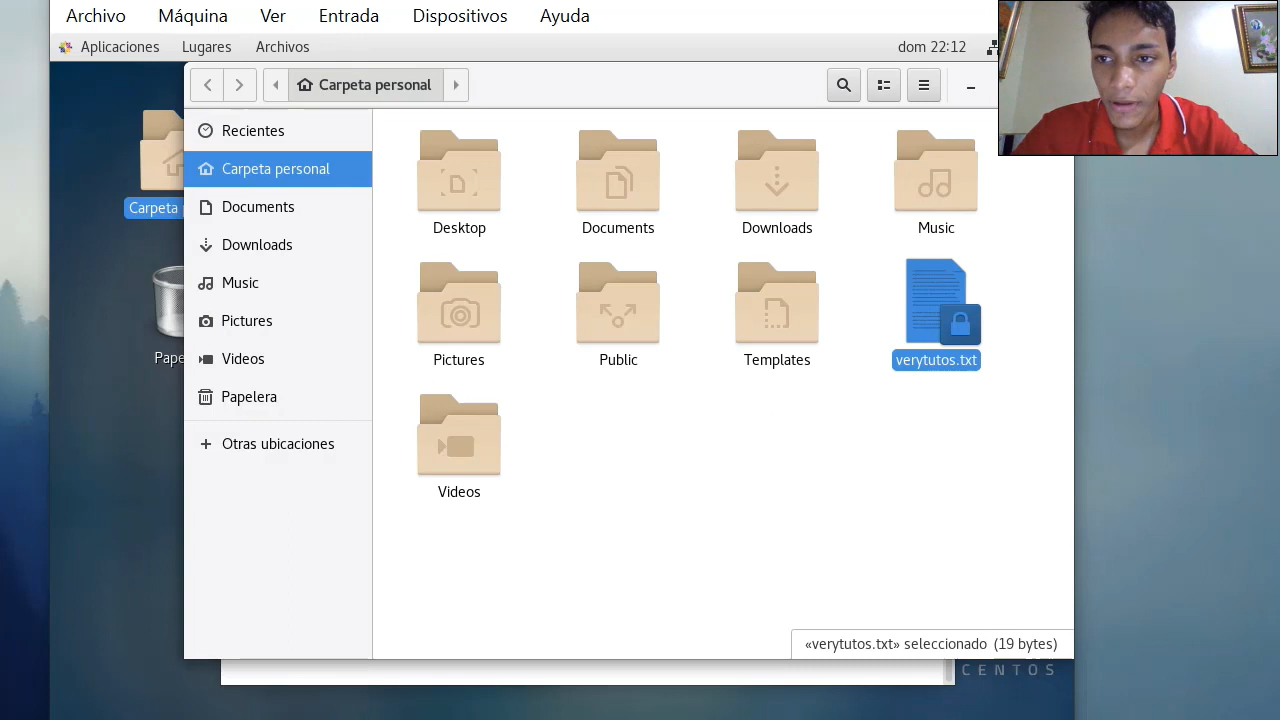 Archivo Máquina Ver Entrada Dispositivos Ayuda
Aplicaciones Lugares Archivos dom 22:12
Carpeta personal
Recientes
Carpeta personal
Documents
Downloads
Music
Pictures
Videos
Papelera
Otras ubicaciones
Carpeta p
Pape
Desktop Documents Downloads Music
Pictures Public Templates verytutos.txt
Videos
«verytutos.txt» seleccionado (19 bytes)
CENTOS